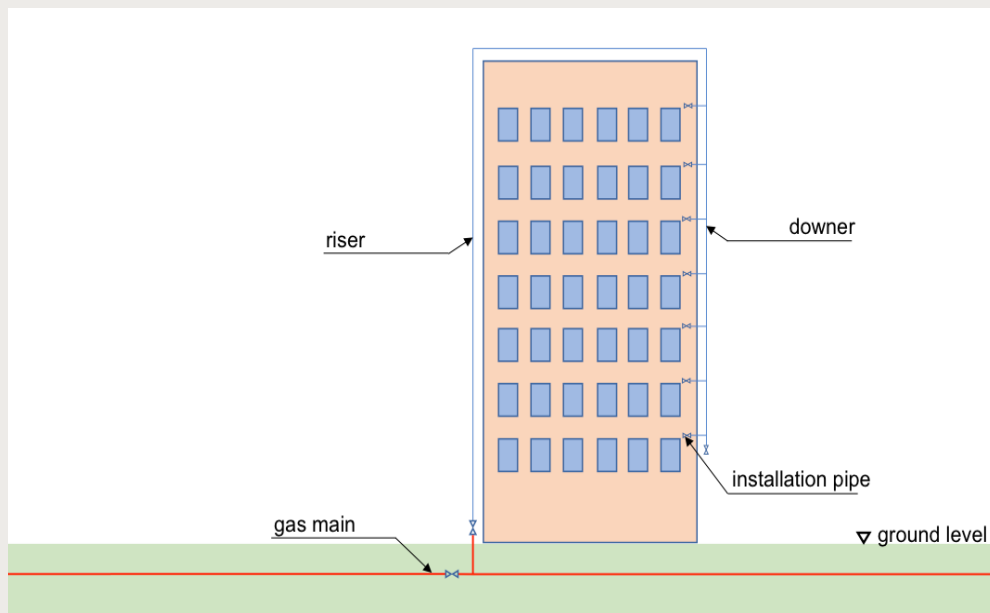 riser
downer
installation pipe
gas main
ground level